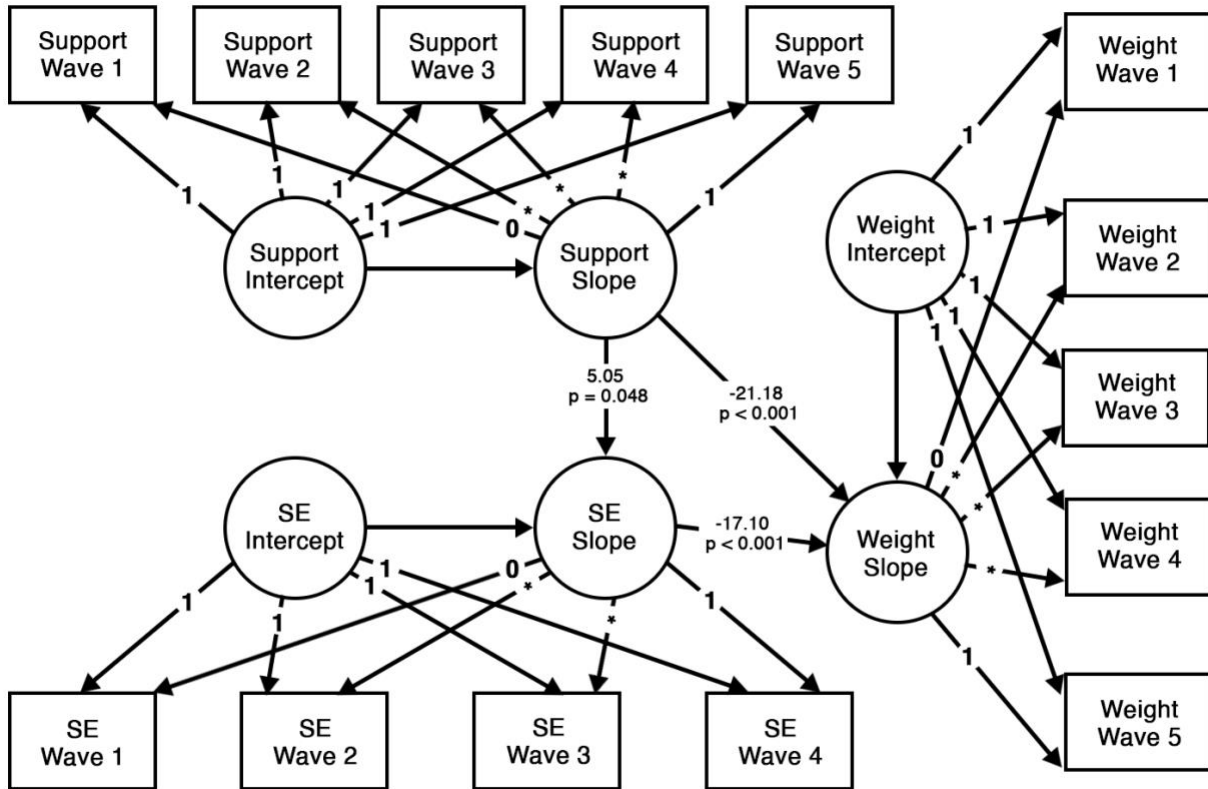 Support
Wave 1
Support
Wave 2
Support
Wave 3
Support
Wave 4
Support
Wave 5
1
1
1
1
1
0
*
*
*
1
Support
Intercept
Support
Slope
5.05
p = 0.048
-21.18
p < 0.001
SE
Intercept
SE
Slope
-17.10
p < 0.001
1
1
1
1
0
*
*
1
SE
Wave 1
SE
Wave 2
SE
Wave 3
SE
Wave 4
Weight
Intercept
1
1
1
1
1
Weight
Slope
0
*
*
*
1
Weight
Wave 1
Weight
Wave 2
Weight
Wave 3
Weight
Wave 4
Weight
Wave 5